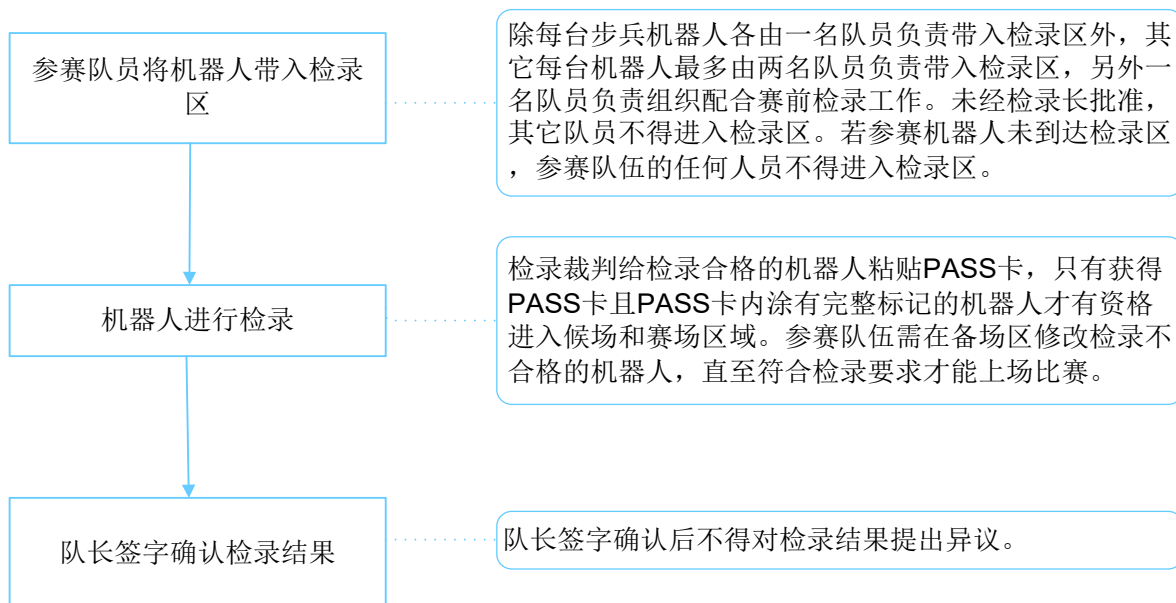 参赛队员将机器人带入检录
区
除每台步兵机器人各由一名队员负责带入检录区外，其
它每台机器人最多由两名队员负责带入检录区，另外一
名队员负责组织配合赛前检录工作。未经检录长批准，
其它队员不得进入检录区。若参赛机器人未到达检录区
，参赛队伍的任何人员不得进入检录区。
机器人进行检录
检录裁判给检录合格的机器人粘贴PASS卡，只有获得
PASS卡且PASS卡内涂有完整标记的机器人才有资格
进入候场和赛场区域。参赛队伍需在备场区修改检录不
合格的机器人，直至符合检录要求才能上场比赛。
队长签字确认检录结果
队长签字确认后不得对检录结果提出异议。